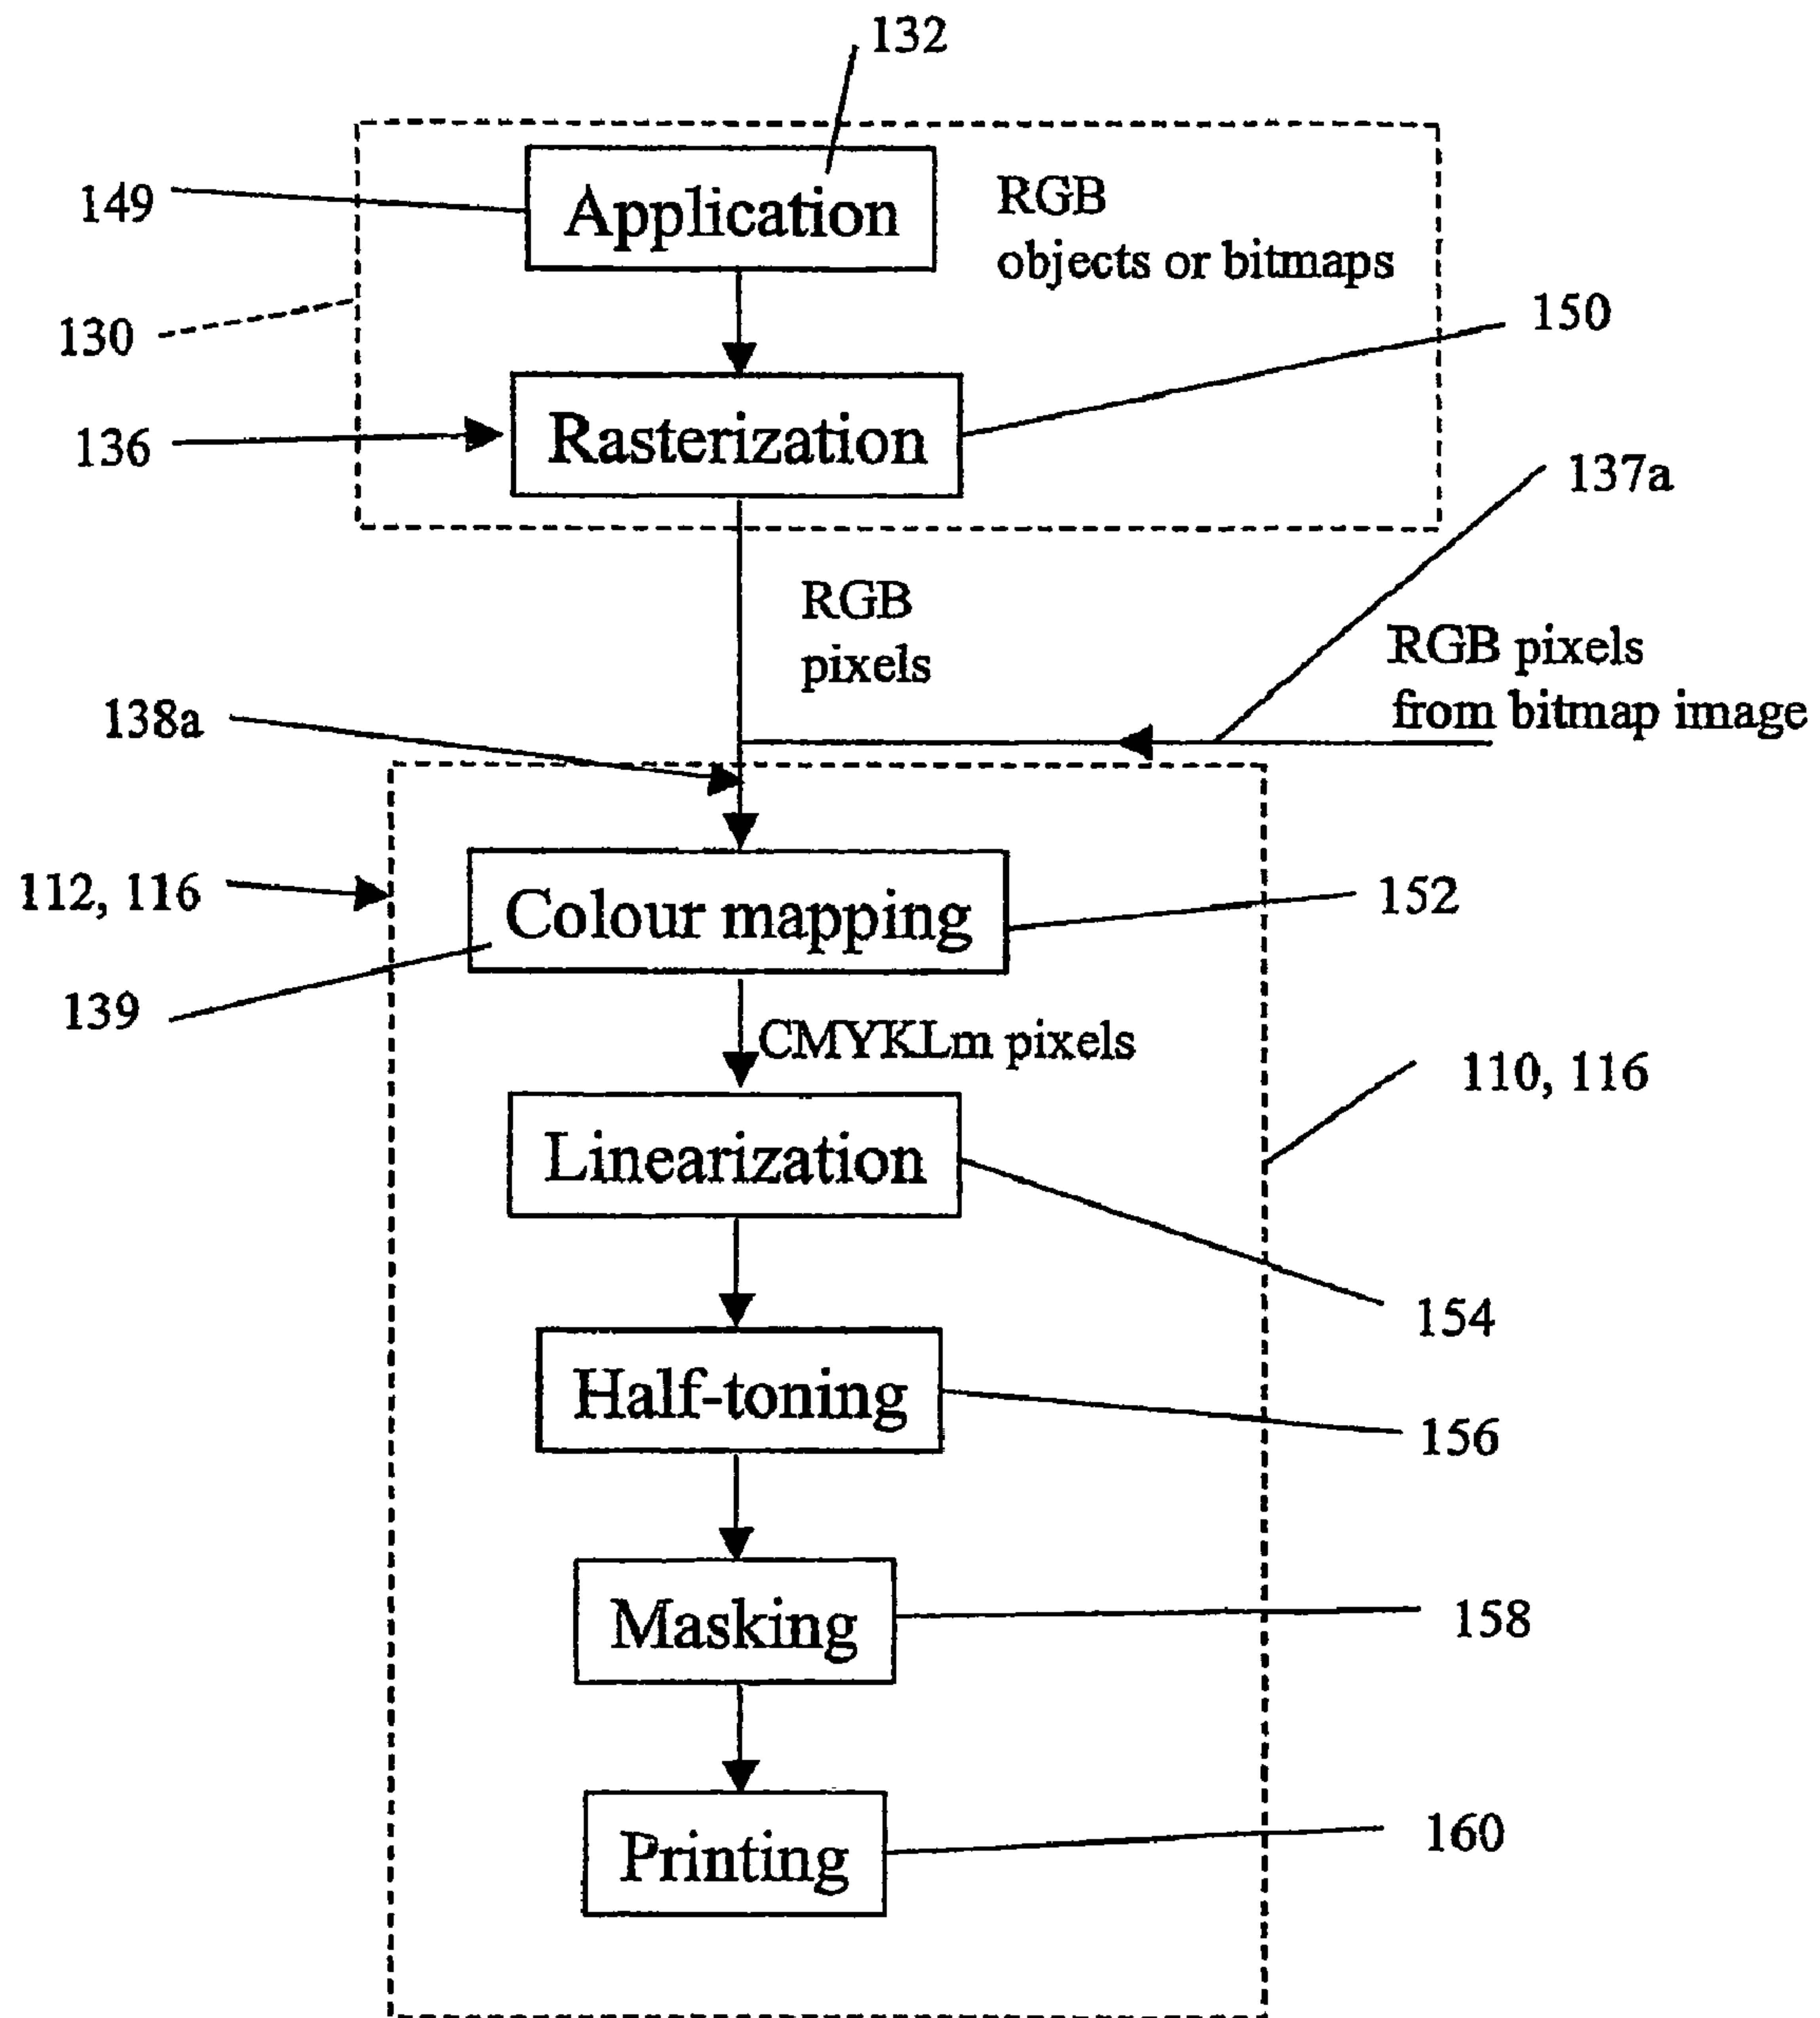 132
149
Application
RGB
objects or bitmaps
130
150
136
Rasterization
137a
RGB
pixels
RGB pixels
from bitmap image
138a
112, 116
Colour mapping
152
139
CMYKLm pixels
110, 116
Linearization
154
Half-toning
156
Masking
158
Printing
160